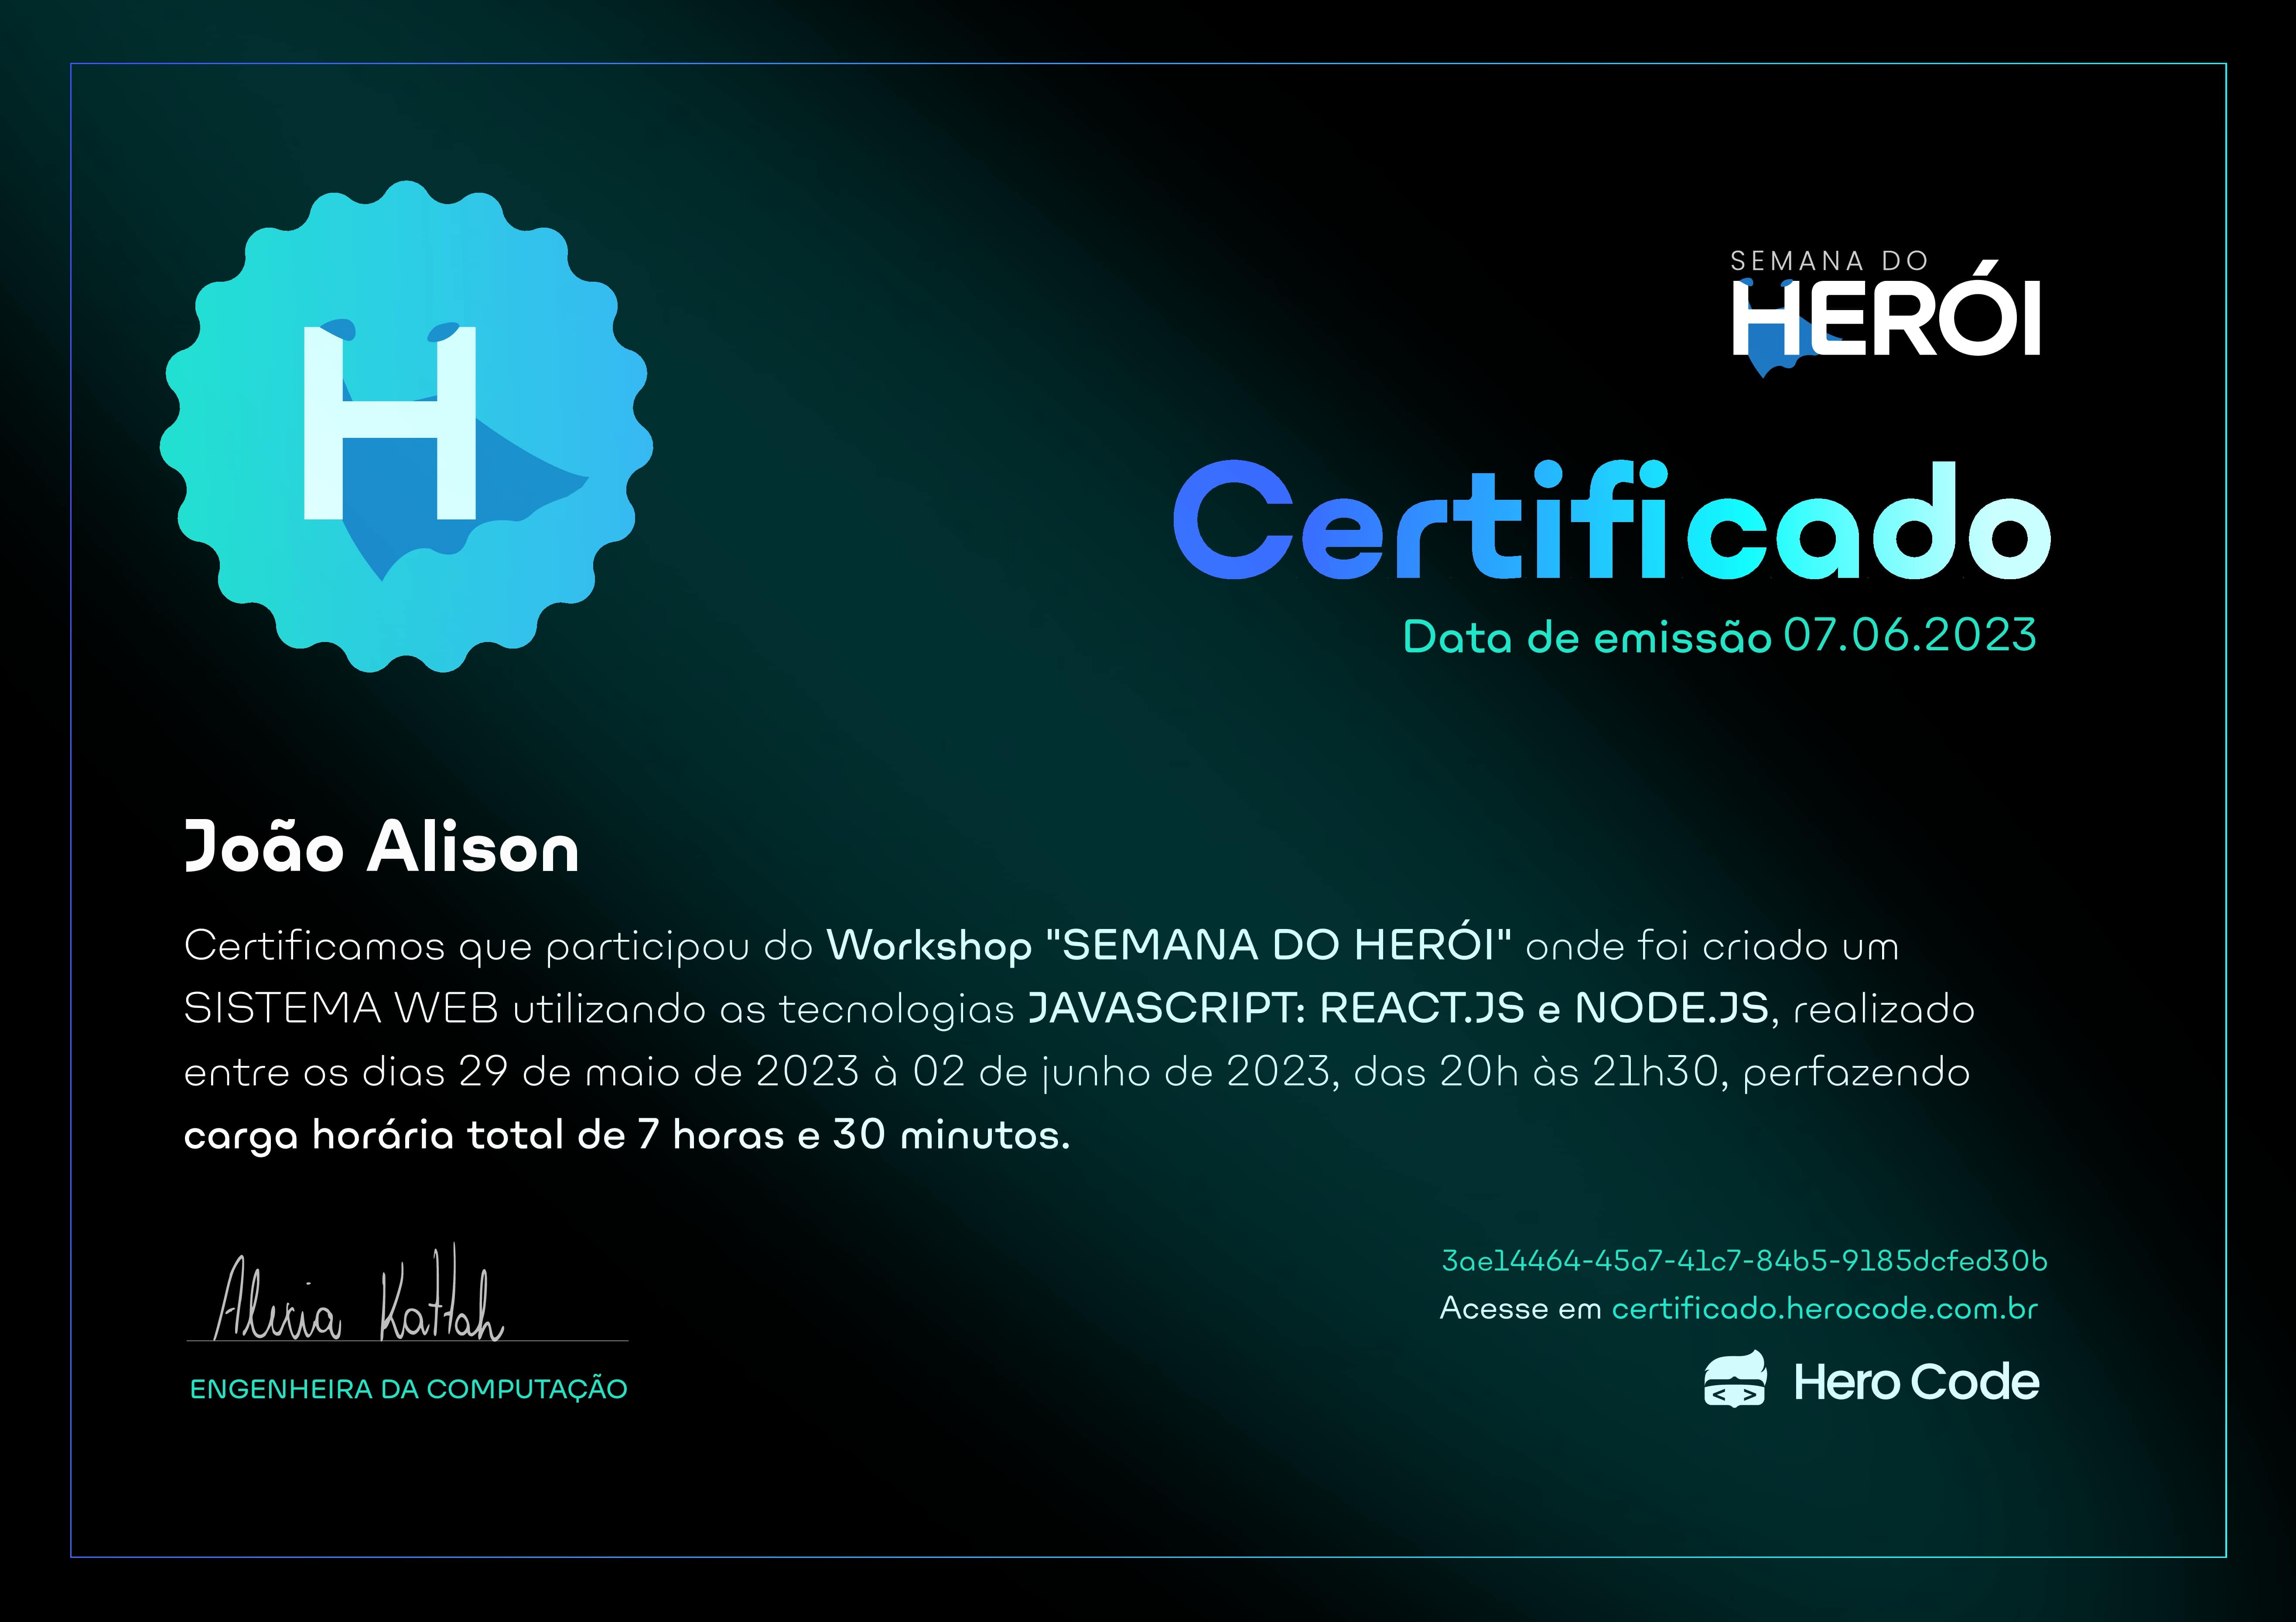 H
SEMANA DO
HERÓI
Certificado
Data de emissão 07.06.2023
João Alison
Certificamos que participou do Workshop "SEMANA DO HERÓI" onde foi criado um
SISTEMA WEB utilizando as tecnologias JAVASCRIPT: REACT.JS e NODE.JS, realizado
entre os dias 29 de maio de 2023 à 02 de junho de 2023, das 20h às 21h30, perfazendo
carga horária total de 7 horas e 30 minutos.
Kattah
ENGENHEIRA DA COMPUTAÇÃO
3ae14464-45a7-41c7-84b5-9185dcfed30b
Acesse em certificado.herocode.com.br
Hero Code